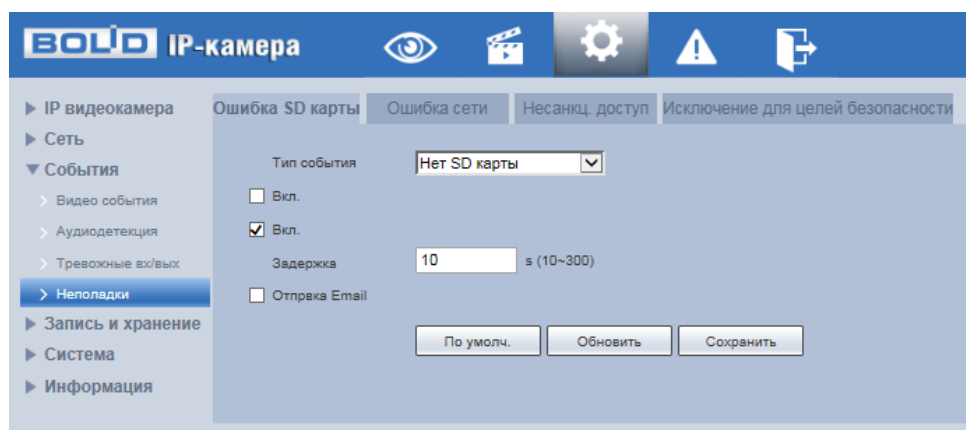 BOLID IP-камера
IP видеокамера
Сеть
События
Видео события
Аудиодетекция
Тревожные вх/вых
Неполадки
Запись и хранение
Система
Информация
Ошибка SD карты Ошибка сети Несанкц. доступ Исключение для целей безопасности
Тип события Нет SD карты
Вкл.
Вкл.
Задержка 10 s (10~300)
Отпрвка Email
По умолч. Обновить Сохранить